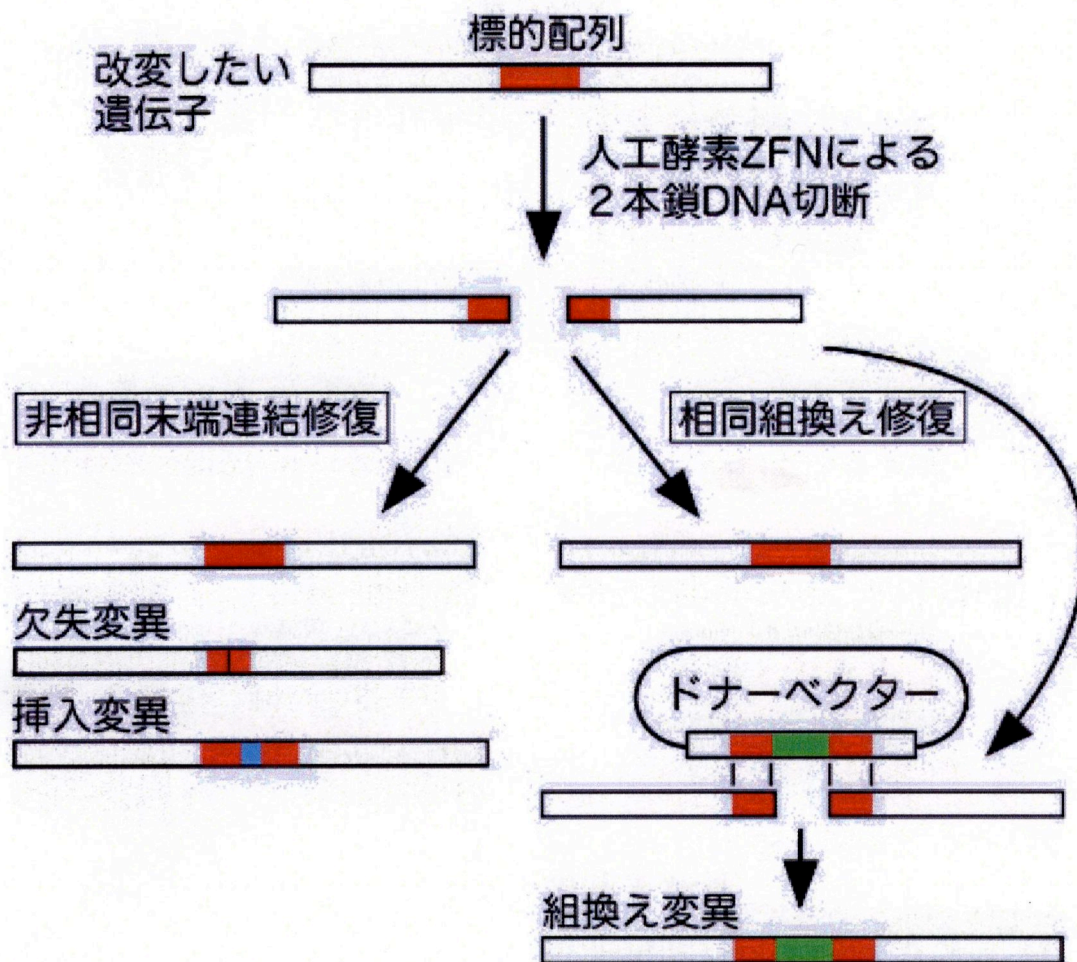 標的配列
改変したい
遺伝子
人工酵素ZFNによる
２本鎖DNA切断
非相同末端連結修復
相同組換え修復
欠失変異
挿入変異
ドナーベクター
組換え変異